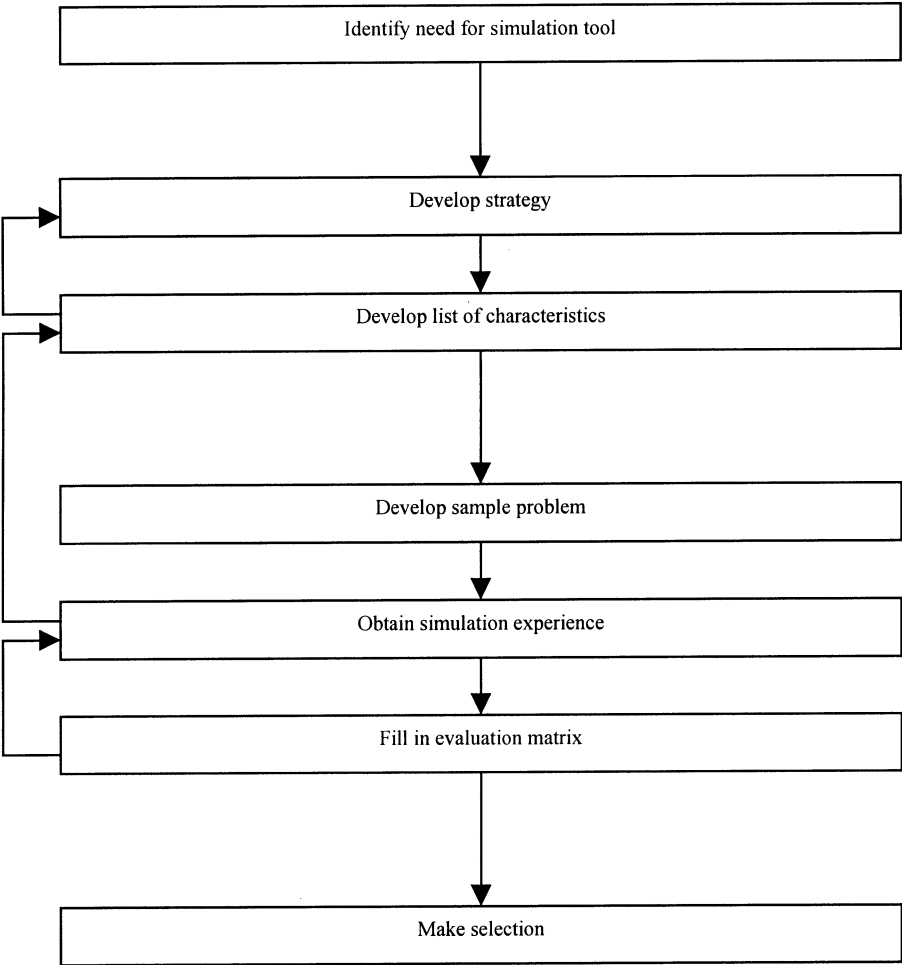 Identify need for simulation tool
Develop strategy
Develop list of characteristics
Develop sample problem
Obtain simulation experience
Fill in evaluation matrix
Make selection